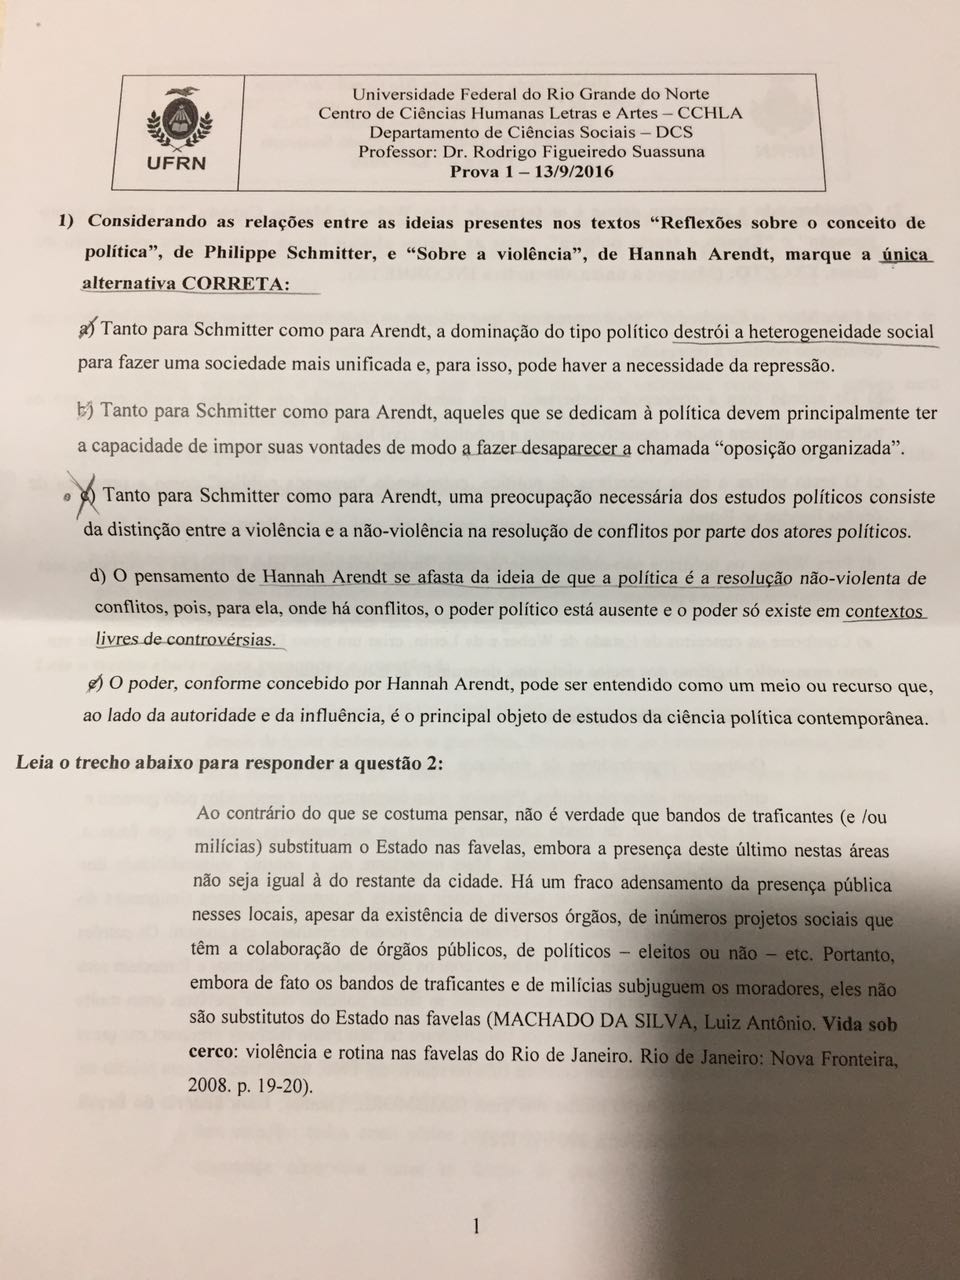 Universidade Federal do Rio Grande do Norte
Centro de Ciências Humanas Letras e Artes – CCHLA
Departamento de Ciências Sociais – DCS
Professor: Dr. Rodrigo Figueiredo Suassuna
Prova 1 – 13/9/2016
UFRN
1) Considerando as relações entre as ideias presentes nos textos “Reflexões sobre o conceito de
política”, de Philippe Schmitter, e “Sobre a violência”, de Hannah Arendt, marque a única
alternativa CORRETA:
a) Tanto para Schmitter como para Arendt, a dominação do tipo político destrói a heterogeneidade social
para fazer uma sociedade mais unificada e, para isso, pode haver a necessidade da repressão.
b) Tanto para Schmitter como para Arendt, aqueles que se dedicam à política devem principalmente ter
a capacidade de impor suas vontades de modo a fazer desaparecer a chamada “oposição organizada”.
c) Tanto para Schmitter como para Arendt, uma preocupação necessária dos estudos políticos consiste
da distinção entre a violência e a não-violência na resolução de conflitos por parte dos atores políticos.
d) O pensamento de Hannah Arendt se afasta da ideia de que a política é a resolução não-violenta de
conflitos, pois, para ela, onde há conflitos, o poder político está ausente e o poder só existe em contextos
livres de controvérsias.
e) O poder, conforme concebido por Hannah Arendt, pode ser entendido como um meio ou recurso que,
ao lado da autoridade e da influência, é o principal objeto de estudos da ciência política contemporânea.
Leia o trecho abaixo para responder a questão 2:
Ao contrário do que se costuma pensar, não é verdade que bandos de traficantes (e /ou
milícias) substituam o Estado nas favelas, embora a presença deste último nestas áreas
não seja igual à do restante da cidade. Há um fraco adensamento da presença pública
nesses locais, apesar da existência de diversos órgãos, de inúmeros projetos sociais que
têm a colaboração de órgãos públicos, de políticos – eleitos ou não – etc. Portanto,
embora de fato os bandos de traficantes e de milícias subjuguem os moradores, eles não
são substitutos do Estado nas favelas (MACHADO DA SILVA, Luiz Antônio. Vida sob
cerco: violência e rotina nas favelas do Rio de Janeiro. Rio de Janeiro: Nova Fronteira,
2008. p. 19-20).
1